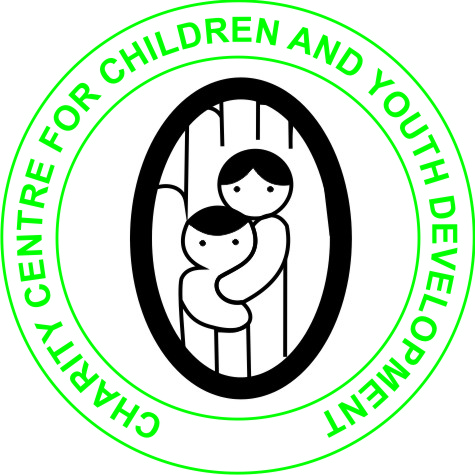 CHARITY CENTRE FOR CHILDREN AND YOUTH DEVELOPMENT